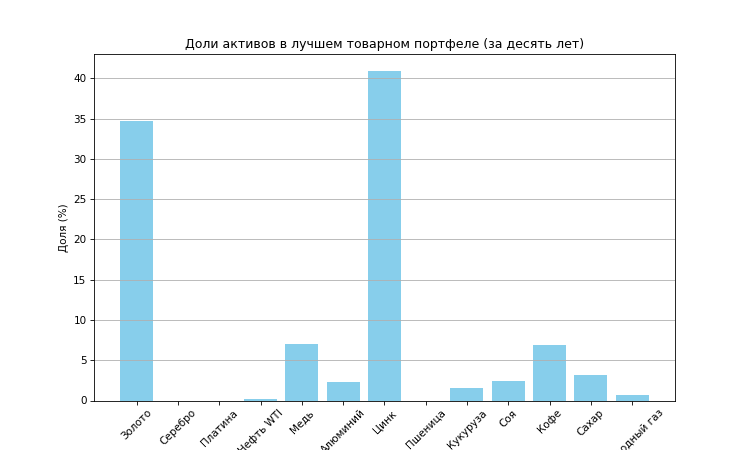 Доли активов в лучшем товарном портфеле (за десять лет)
Доля (%)
40
35
30
25
20
15
10
5
0
Золото
Серебро
Платина
Нефть WTI
Медь
Алюминий
Цинк
Пшеница
Кукуруза
Соя
Кофе
Сахар
газ